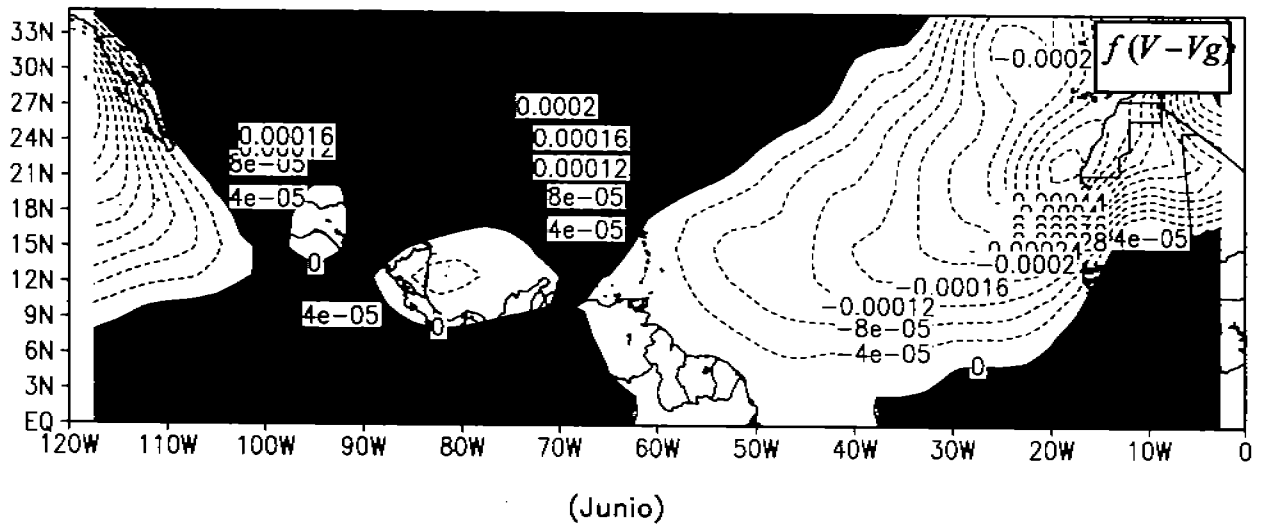 33N
30N
27N
24N
21N
18N
15N
12N
9N
6N
3N
EQ
120W 110W 100W 90W 80W 70W 60W 50W 40W 30W 20W 10W 0
f(V-Vg)
-0.0002
0.0002
0.00016
0.00012
8e-05
4e-05
0.00016
0.00012
8e-05
4e-05
0
4e-05
0
4e-05
-0.00024
-0.0002
-0.00016
-0.00012
-8e-05
-4e-05
0
(Junio)